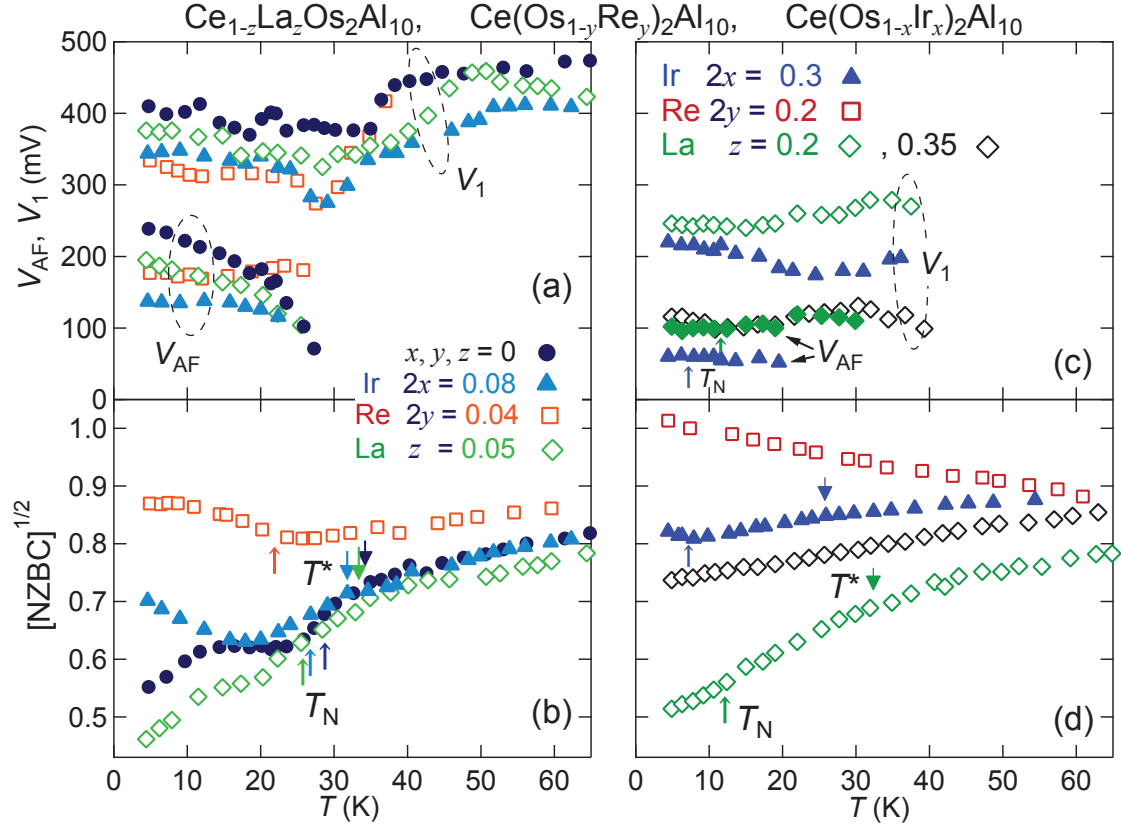 Ce1-zLazOs2Al10, Ce(Os1-yRey)2Al10, Ce(Os1-xIrx)2Al10
500
400
300
200
100
0
VAF, V1 (mV)
V1
(a)
VAF
x, y, z = 0
Ir 2x = 0.08
Re 2y = 0.04
La z = 0.05
Ir 2x = 0.3
Re 2y = 0.2
La z = 0.2 , 0.35
V1
(c)
VAF
TN
1.0
0.9
0.8
0.7
0.6
0.5
[NZBC]1/2
T*
TN
(b)
T*
TN
(d)
0 10 20 30 40 50 60
T (K)
0 10 20 30 40 50 60
T (K)